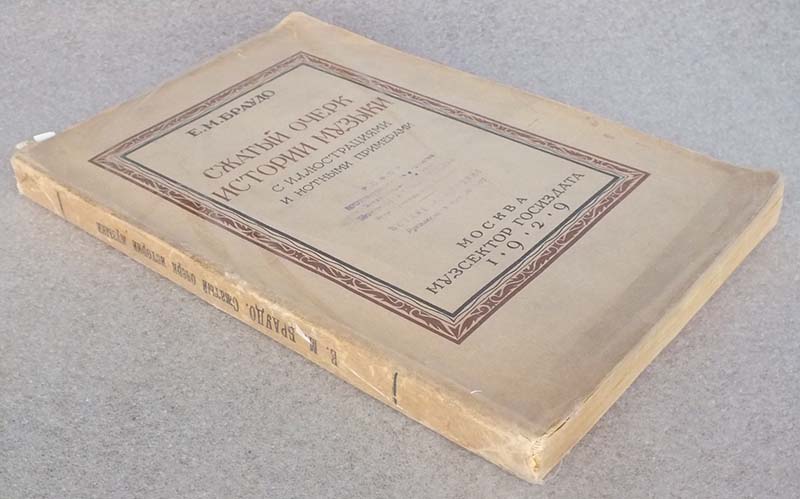 Е.М.БРАУДО
СЖАТЫЙ ОЧЕРК
ИСТОРИИ МУЗЫКИ
С ИЛЛЮСТРАЦИЯМИ
И НОТНЫМИ ПРИМЕРАМИ
МОСКВА
МУЗСЕКТОР ГОСИЗДАТА
1·9·2·9
Е. М. БРАУДО. Сжатый очерк истории музыки